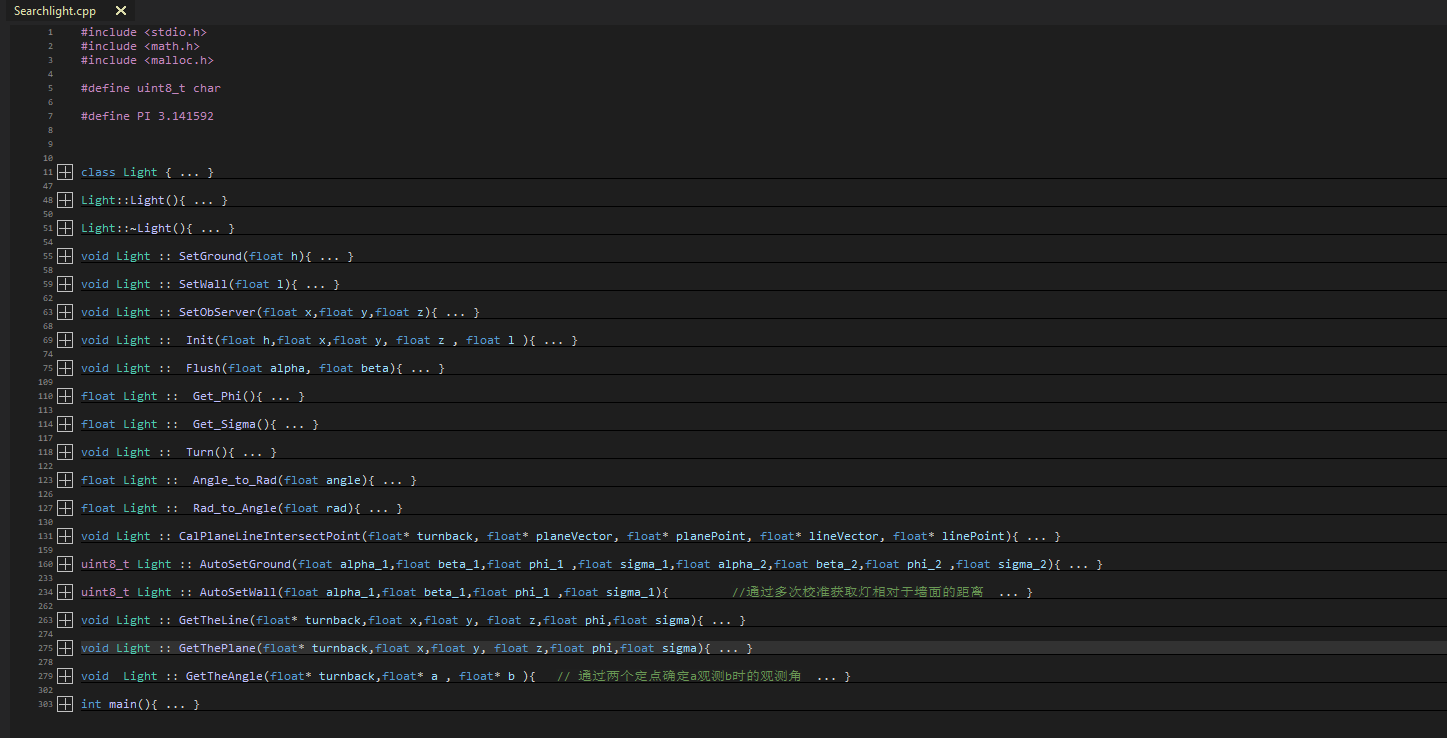 Searchlight.cpp
1 #include <stdio.h>
2 #include <math.h>
3 #include <malloc.h>
4
5 #define uint8_t char
6
7 #define PI 3.141592
8
9
10
11 class Light { ... }
47
48 Light::Light(){ ... }
50
51 Light::~Light(){ ... }
54
55 void Light :: SetGround(float h){ ... }
58
59 void Light :: SetWall(float l){ ... }
62
63 void Light :: SetObServer(float x,float y,float z){ ... }
68
69 void Light ::  Init(float h,float x,float y, float z , float l ){ ... }
74
75 void Light ::  Flush(float alpha, float beta){ ... }
109
110 float Light ::  Get_Phi(){ ... }
113
114 float Light ::  Get_Sigma(){ ... }
117
118 void Light ::  Turn(){ ... }
122
123 float Light ::  Angle_to_Rad(float angle){ ... }
126
127 float Light ::  Rad_to_Angle(float rad){ ... }
130
131 void Light :: CalPlaneLineIntersectPoint(float* turnback, float* planeVector, float* planePoint, float* lineVector, float* linePoint){ ... }
159
160 uint8_t Light :: AutoSetGround(float alpha_1,float beta_1,float phi_1 ,float sigma_1,float alpha_2,float beta_2,float phi_2 ,float sigma_2){ ... }
233
234 uint8_t Light :: AutoSetWall(float alpha_1,float beta_1,float phi_1 ,float sigma_1){         //通过多次校准获取灯相对于墙面的距离  ... }
262
263 void Light :: GetTheLine(float* turnback,float x,float y, float z,float phi,float sigma){ ... }
274
275 void Light :: GetThePlane(float* turnback,float x,float y, float z,float phi,float sigma){ ... }
278
279 void  Light :: GetTheAngle(float* turnback,float* a , float* b ){   // 通过两个定点确定a观测b时的观测角  ... }
302
303 int main(){ ... }